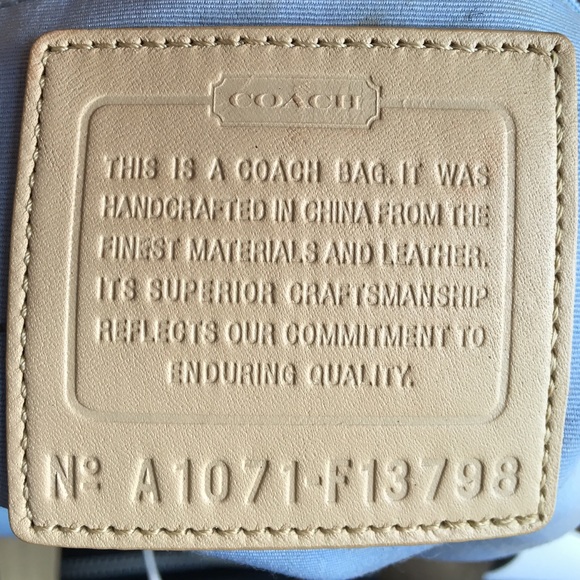 COACH
THIS IS A COACH BAG. IT WAS
HANDCRAFTED IN CHINA FROM THE
FINEST MATERIALS AND LEATHER.
ITS SUPERIOR CRAFTSMANSHIP
REFLECTS OUR COMMITMENT TO
ENDURING QUALITY.
Nº A1071-F13798